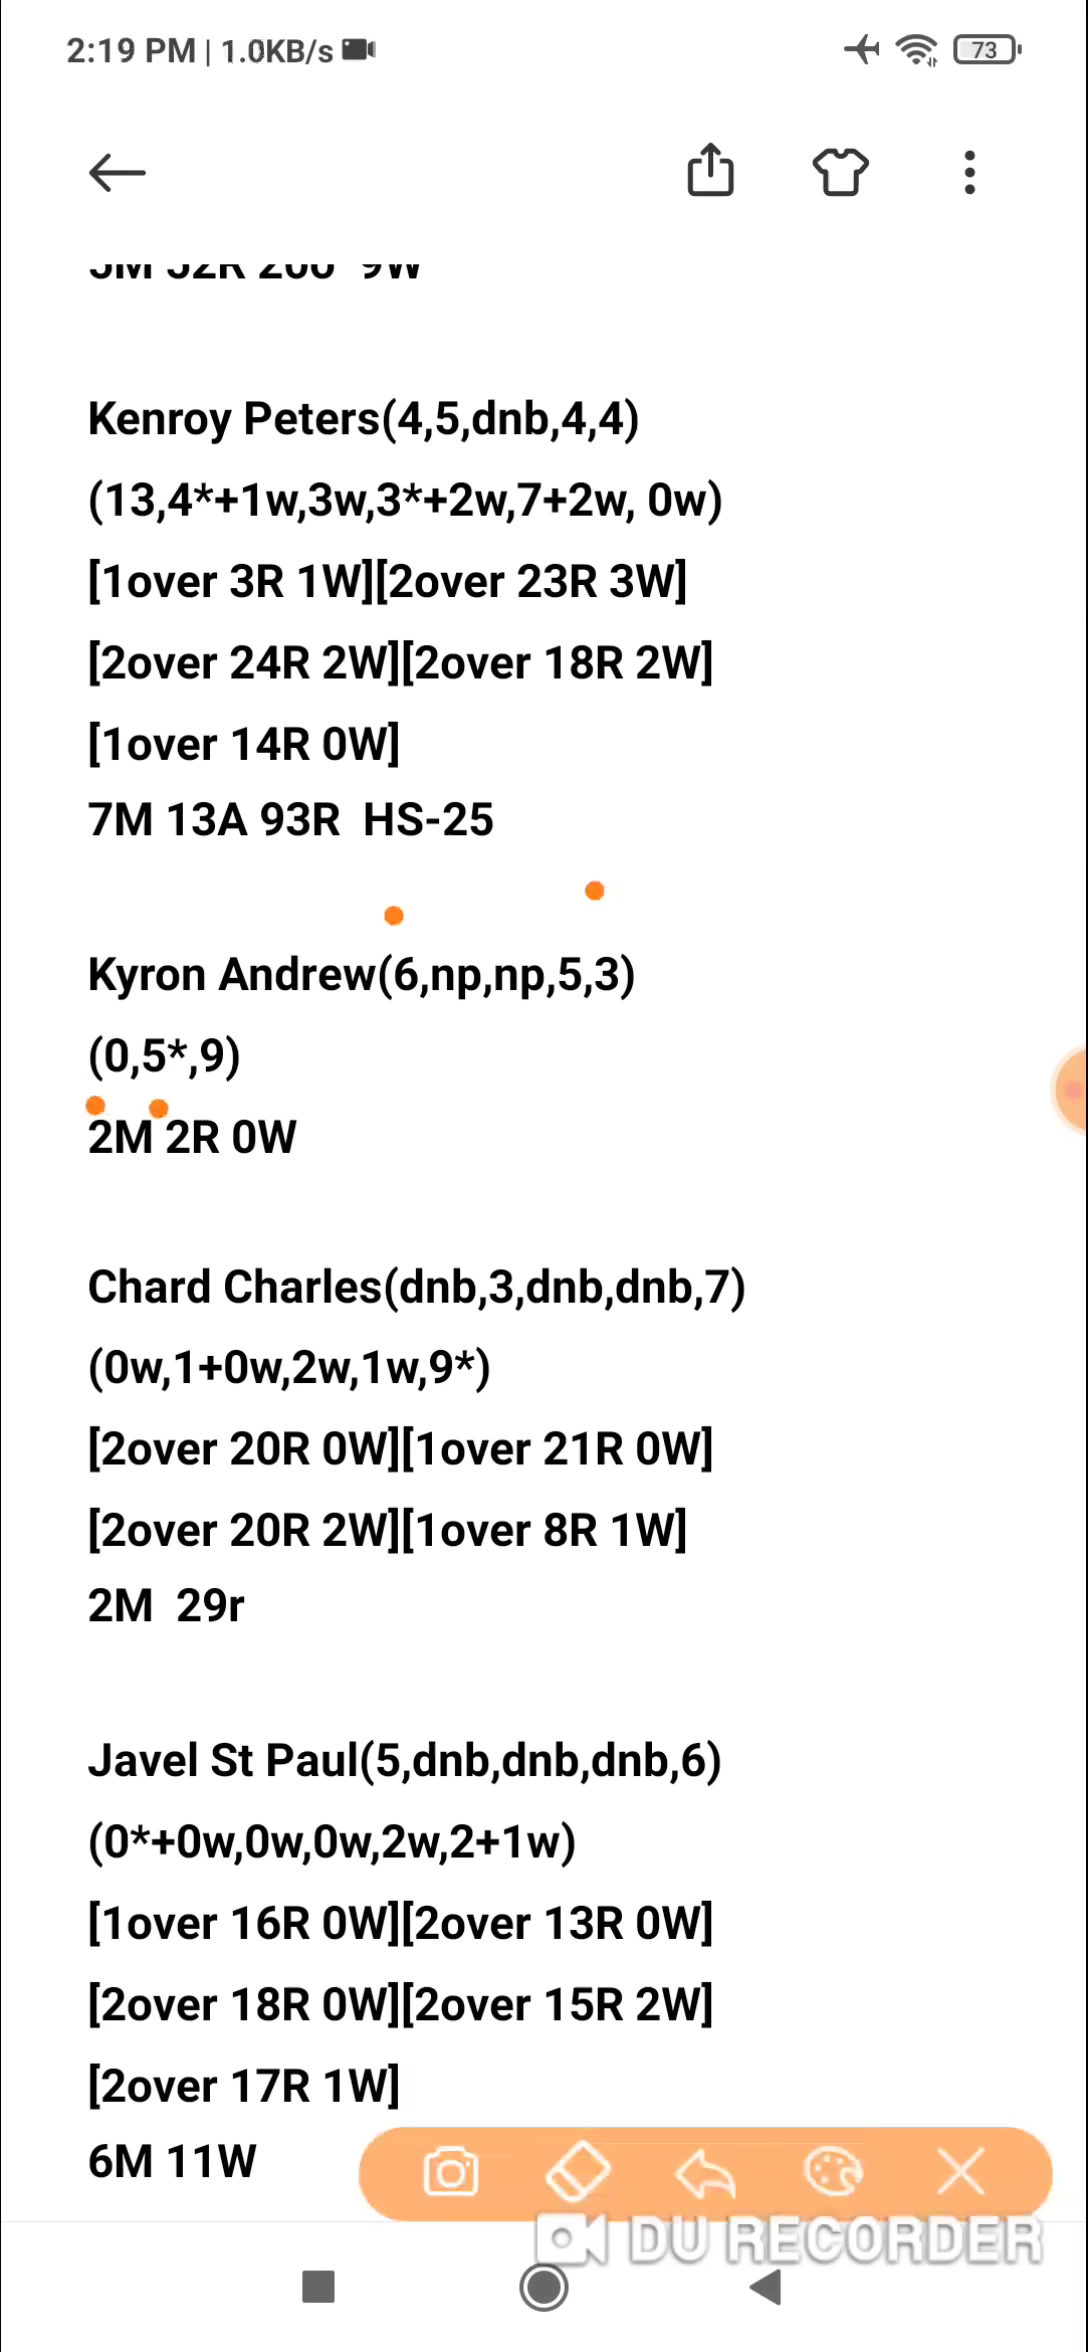 2:19 PM | 1.0KB/s
73
Kenroy Peters(4,5,dnb,4,4)
(13,4*+1w,3w,3*+2w,7+2w, 0w)
[1over 3R 1W][2over 23R 3W]
[2over 24R 2W][2over 18R 2W]
[1over 14R 0W]
7M 13A 93R  HS-25
Kyron Andrew(6,np,np,5,3)
(0,5*,9)
2M 2R 0W
Chard Charles(dnb,3,dnb,dnb,7)
(0w,1+0w,2w,1w,9*)
[2over 20R 0W][1over 21R 0W]
[2over 20R 2W][1over 8R 1W]
2M  29r
Javel St Paul(5,dnb,dnb,dnb,6)
(0*+0w,0w,0w,2w,2+1w)
[1over 16R 0W][2over 13R 0W]
[2over 18R 0W][2over 15R 2W]
[2over 17R 1W]
6M 11W
DU RECORDER